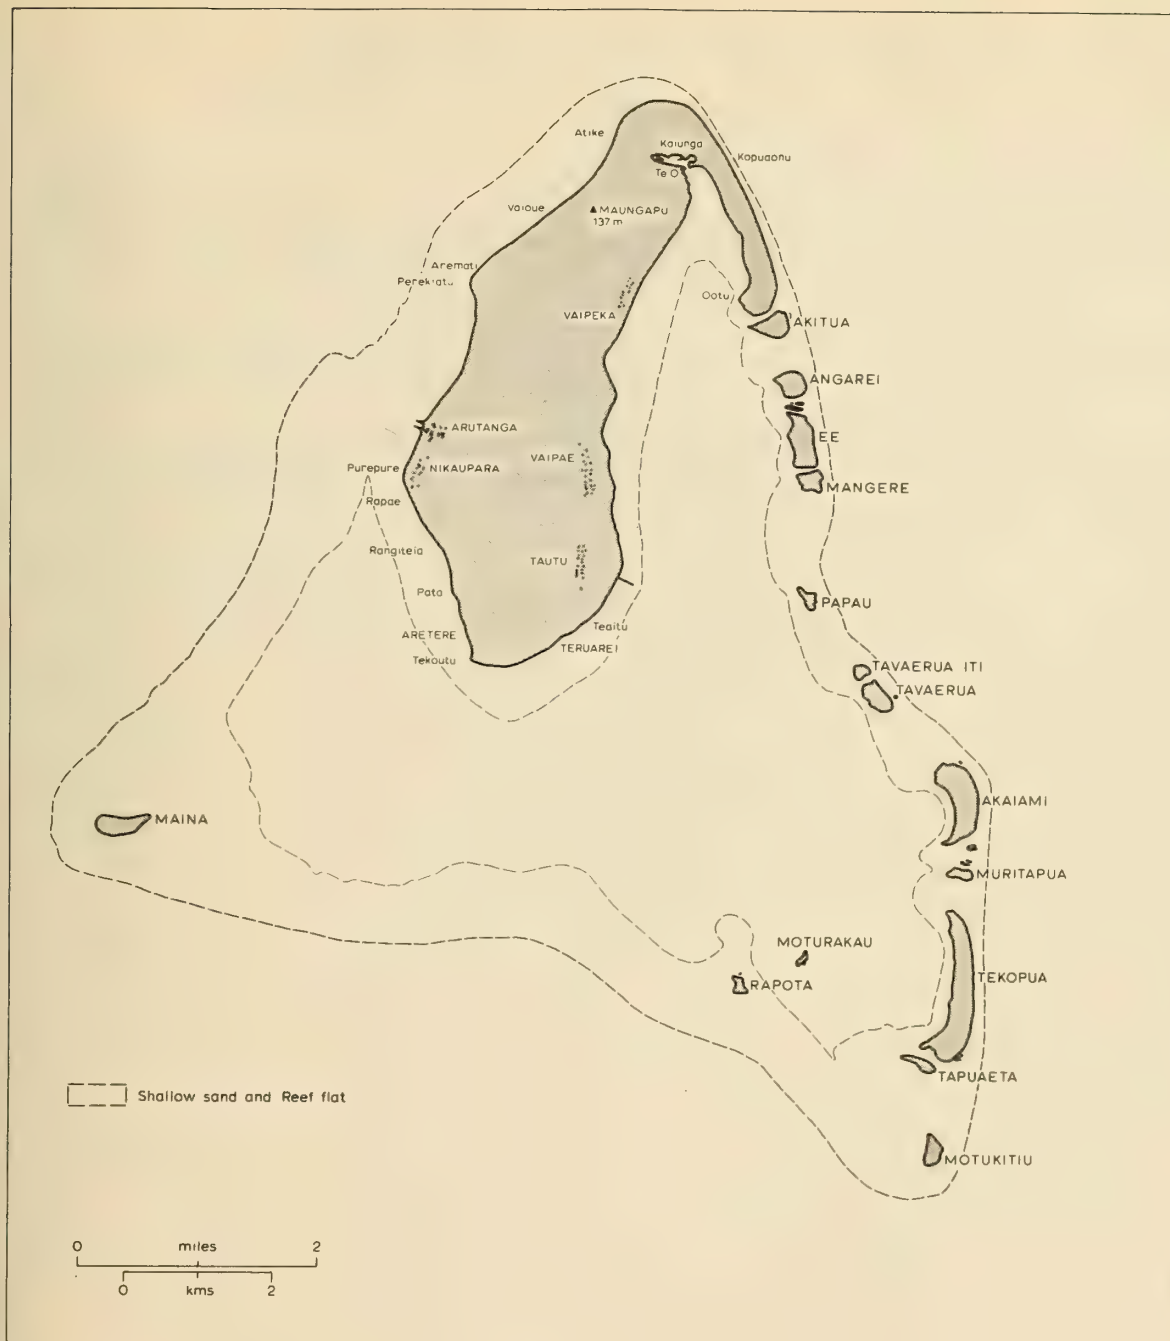 Atike
Kaiunga
Kopuaonu
Te O
Vaioue
MAUNGAPU
137 m
Aremati
Perekiatu
Ootu
VAIPEKA
AKITUA
ANGAREI
ARUTANGA
EE
VAIPAE
Purepure
NIKAUPARA
MANGERE
Rapae
Rangiteia
TAUTU
Pata
PAPAU
Teaitu
ARETERE
TERUAREI
Tekoutu
TAVAERUA ITI
TAVAERUA
AKAIAMI
MAINA
MURITAPUA
MOTURAKAU
TEKOPUA
RAPOTA
TAPUAETA
Shallow sand and Reef flat
MOTUKITIU
0 miles 2
0 kms 2